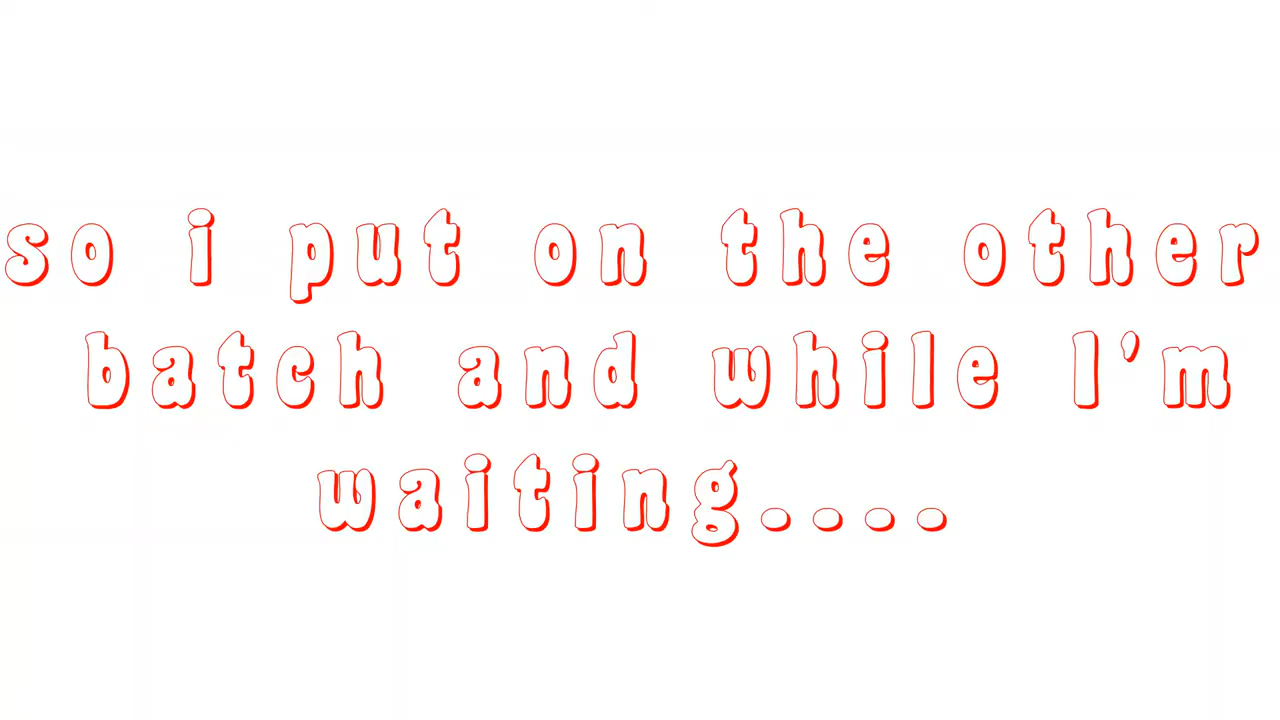 so i put on the other
batch and while I'm
waiting....